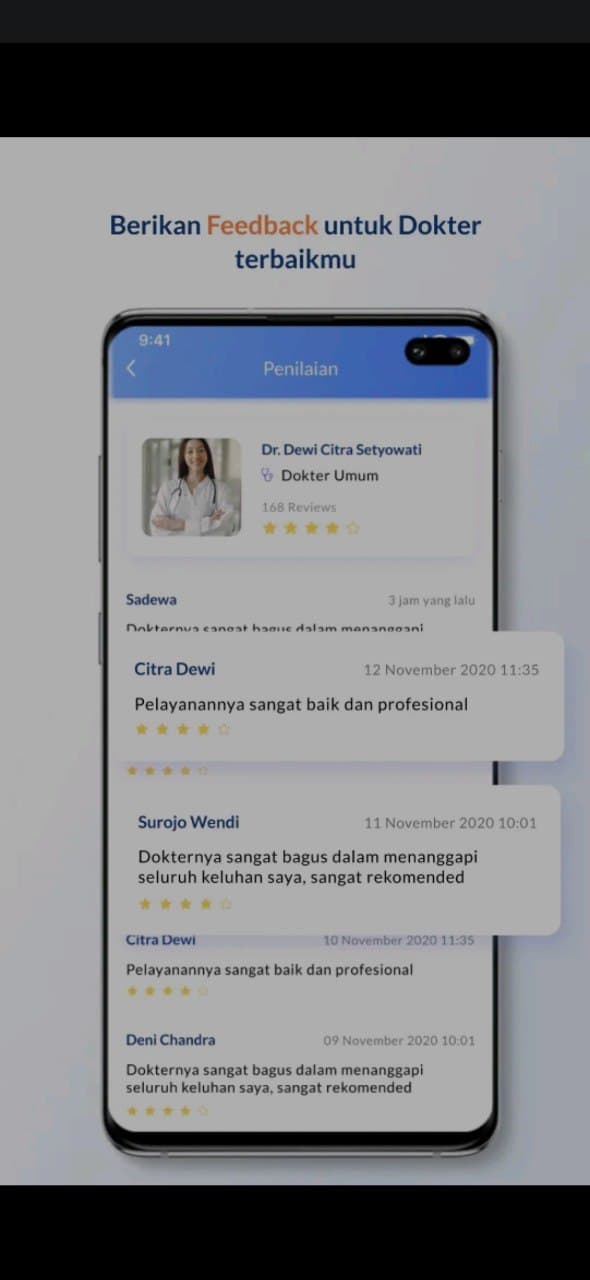 Berikan Feedback untuk Dokter
terbaikmu
9:41
Penilaian
Dr. Dewi Citra Setyowati
Dokter Umum
168 Reviews
Sadewa
3 jam yang lalu
Dokternya sangat bagus dalam menanggapi
Citra Dewi
12 November 2020 11:35
Pelayanannya sangat baik dan profesional
Surojo Wendi
11 November 2020 10:01
Dokternya sangat bagus dalam menanggapi
seluruh keluhan saya, sangat rekomended
Citra Dewi
10 November 2020 11:35
Pelayanannya sangat baik dan profesional
Deni Chandra
09 November 2020 10:01
Dokternya sangat bagus dalam menanggapi
seluruh keluhan saya, sangat rekomended